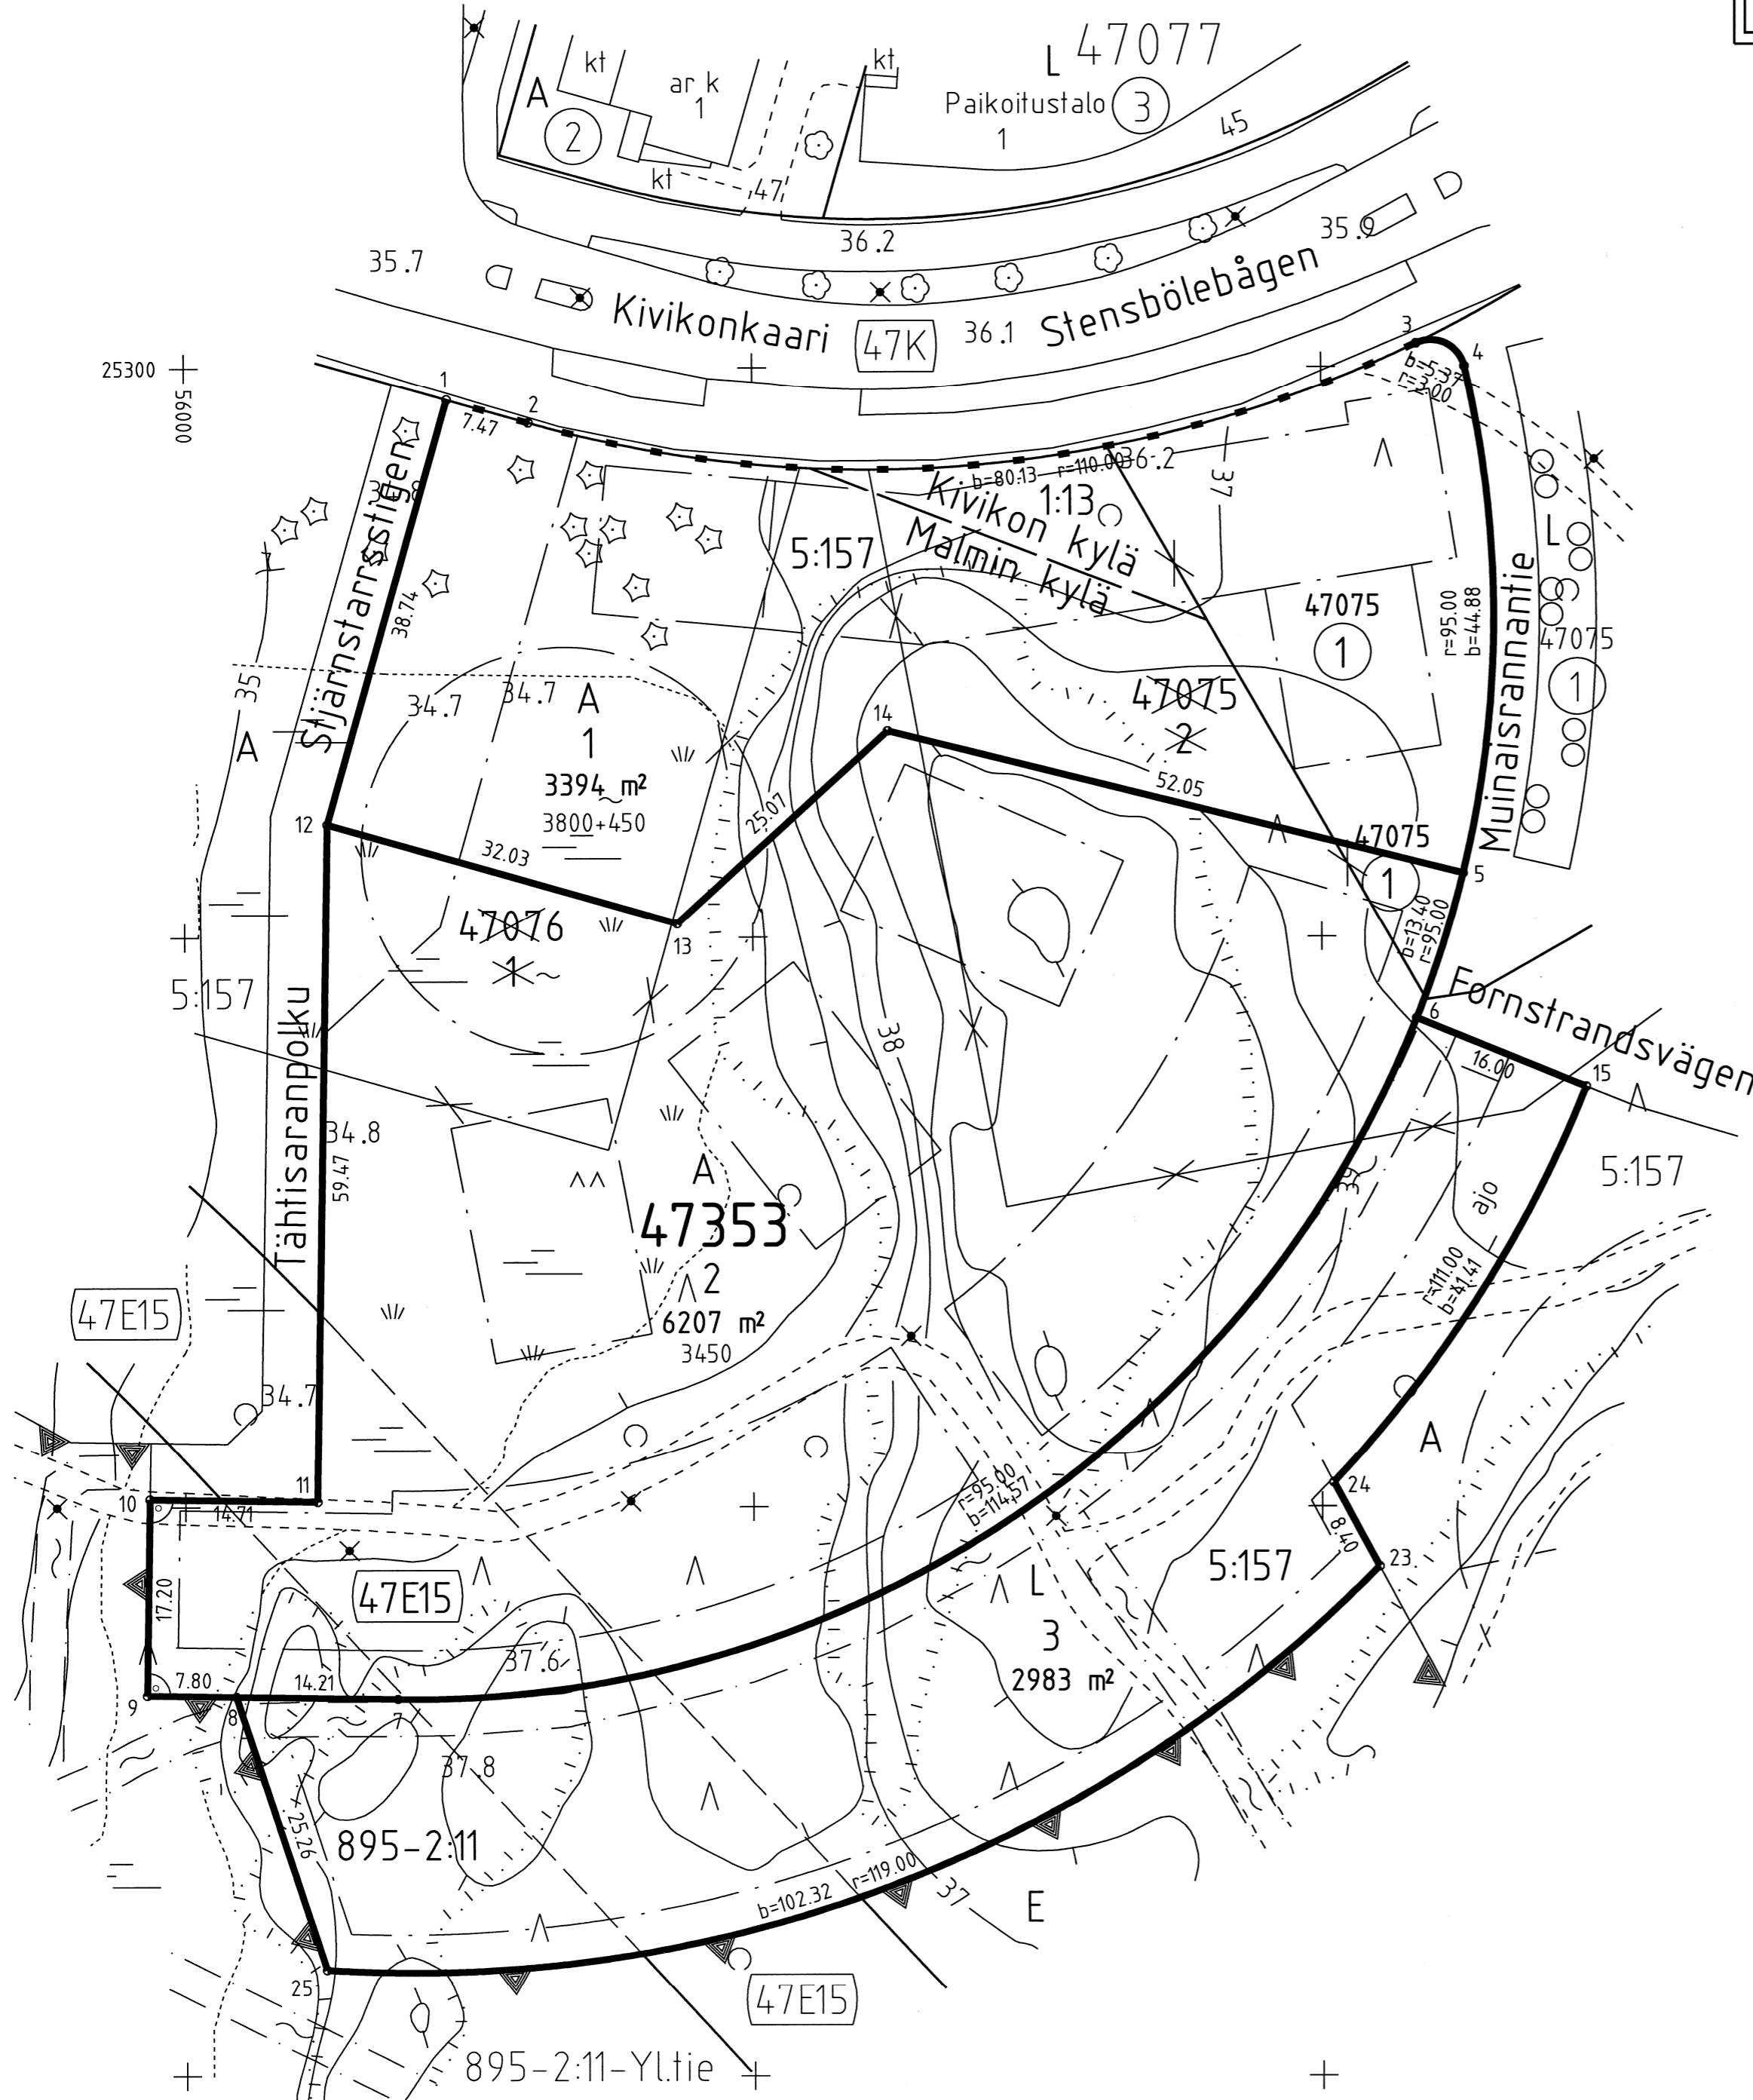 L 47077
kt
ar k
1
kt
A
2
Paikoitustalo 3
1
45
kt
47
36.2
35.9
35.7
Kivikonkaari 47K 36.1 Stensbölebågen
25300
56000
1
7.47
2
3
4
b=5.37
r=3.00
b=80.13 r=110.00
36.2
37
Kivikon kylä
Malmin kylä
1:13
5:157
Stjärnstarrsstigen
38.74
35
A
34.7
34.7
A
1
3394 m²
3800+450
47075
1
47075
2
r=95.00
b=44.88
Muinaisrannantie
L
47075
1
14
52.05
25.07
12
32.03
13
47075
1
5
b=13.40
r=95.00
47076
1
5:157
Tähtisaranpolku
38
6
Fornstrandsvägen
16.00
15
34.8
59.47
A
47353
2
6207 m²
3450
39
ajo
5:157
r=111.00
b=41.41
47E15
34.7
11
10
14.71
17.20
r=95.00
b=114.57
24
8.40
23
A
5:157
47E15
L
3
2983 m²
37.6
7.80
14.21
9
8
7
37.8
25.26
895-2:11
b=102.32 r=119.00
37
E
25
47E15
895-2:11-Yl.tie